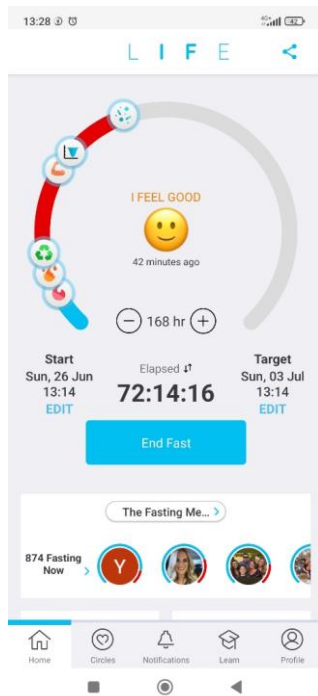 13:28
4G+
42
LIFE
I FEEL GOOD
42 minutes ago
168 hr
Start
Sun, 26 Jun
13:14
EDIT
Elapsed
72:14:16
Target
Sun, 03 Jul
13:14
EDIT
End Fast
The Fasting Me...
874 Fasting
Now
Y
Home
Circles
Notifications
Learn
Profile